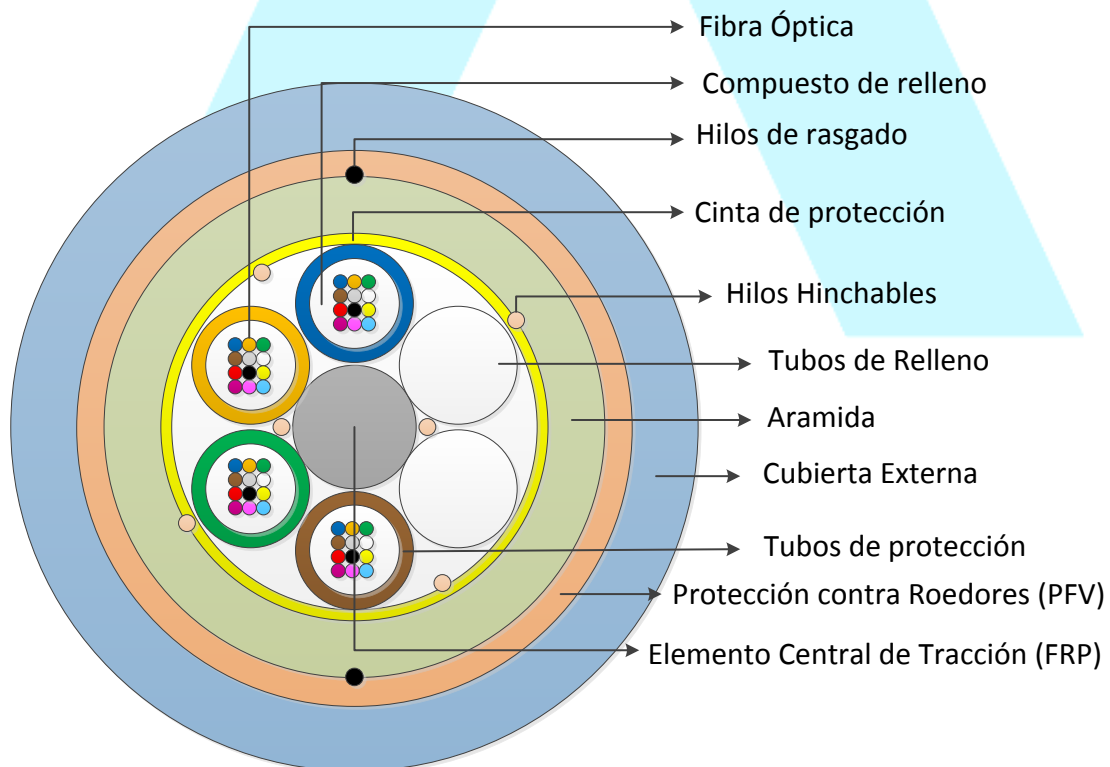 Fibra Óptica
Compuesto de relleno
Hilos de rasgado
Cinta de protección
Hilos Hinchables
Tubos de Relleno
Aramida
Cubierta Externa
Tubos de protección
Protección contra Roedores (PFV)
Elemento Central de Tracción (FRP)